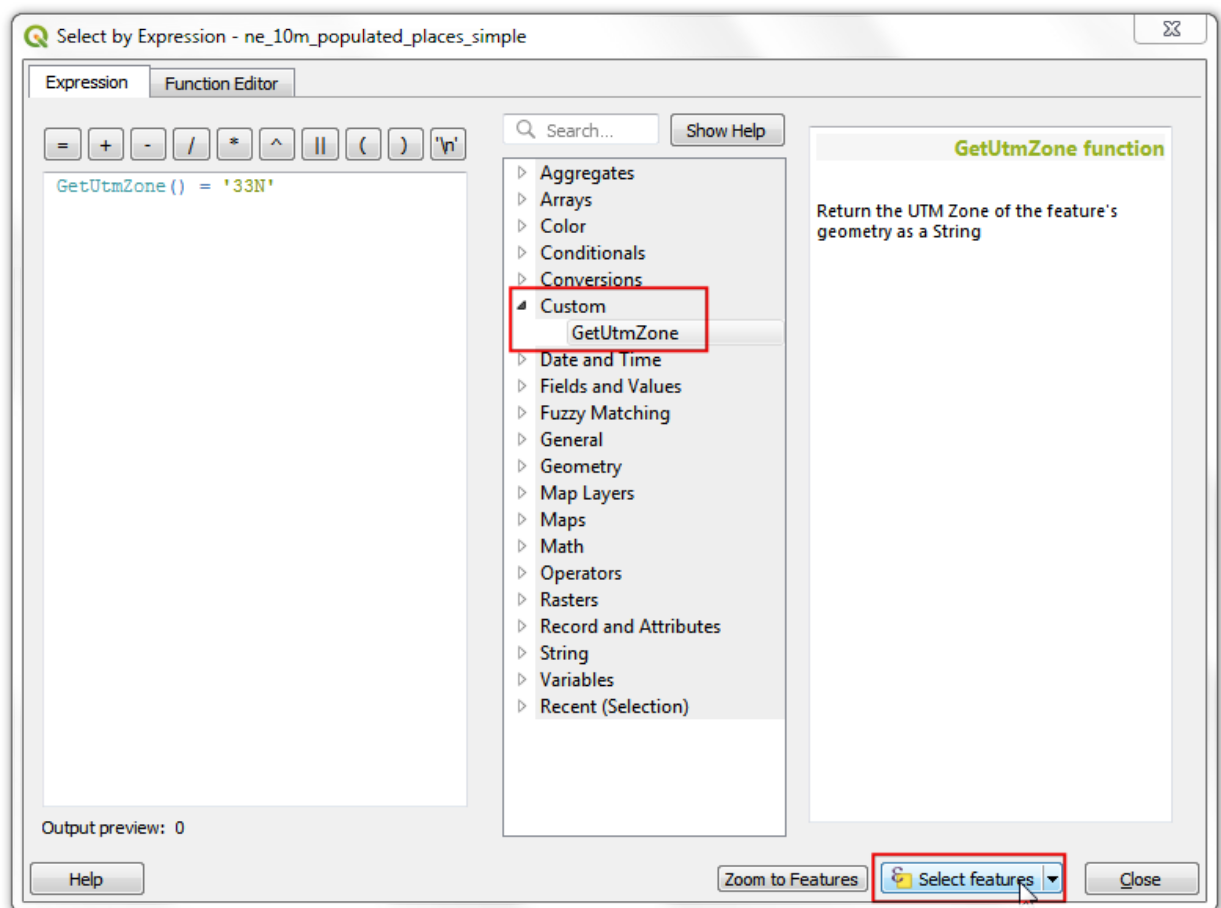 Select by Expression - ne_10m_populated_places_simple
Expression
Function Editor
= + - / * ^ || ( ) '\n'
GetUtmZone() = '33N'
Output preview: 0
Search...
Show Help
Aggregates
Arrays
Color
Conditionals
Conversions
Custom
GetUtmZone
Date and Time
Fields and Values
Fuzzy Matching
General
Geometry
Map Layers
Maps
Math
Operators
Rasters
Record and Attributes
String
Variables
Recent (Selection)
GetUtmZone function
Return the UTM Zone of the feature's
geometry as a String
Help
Zoom to Features
Select features
Close